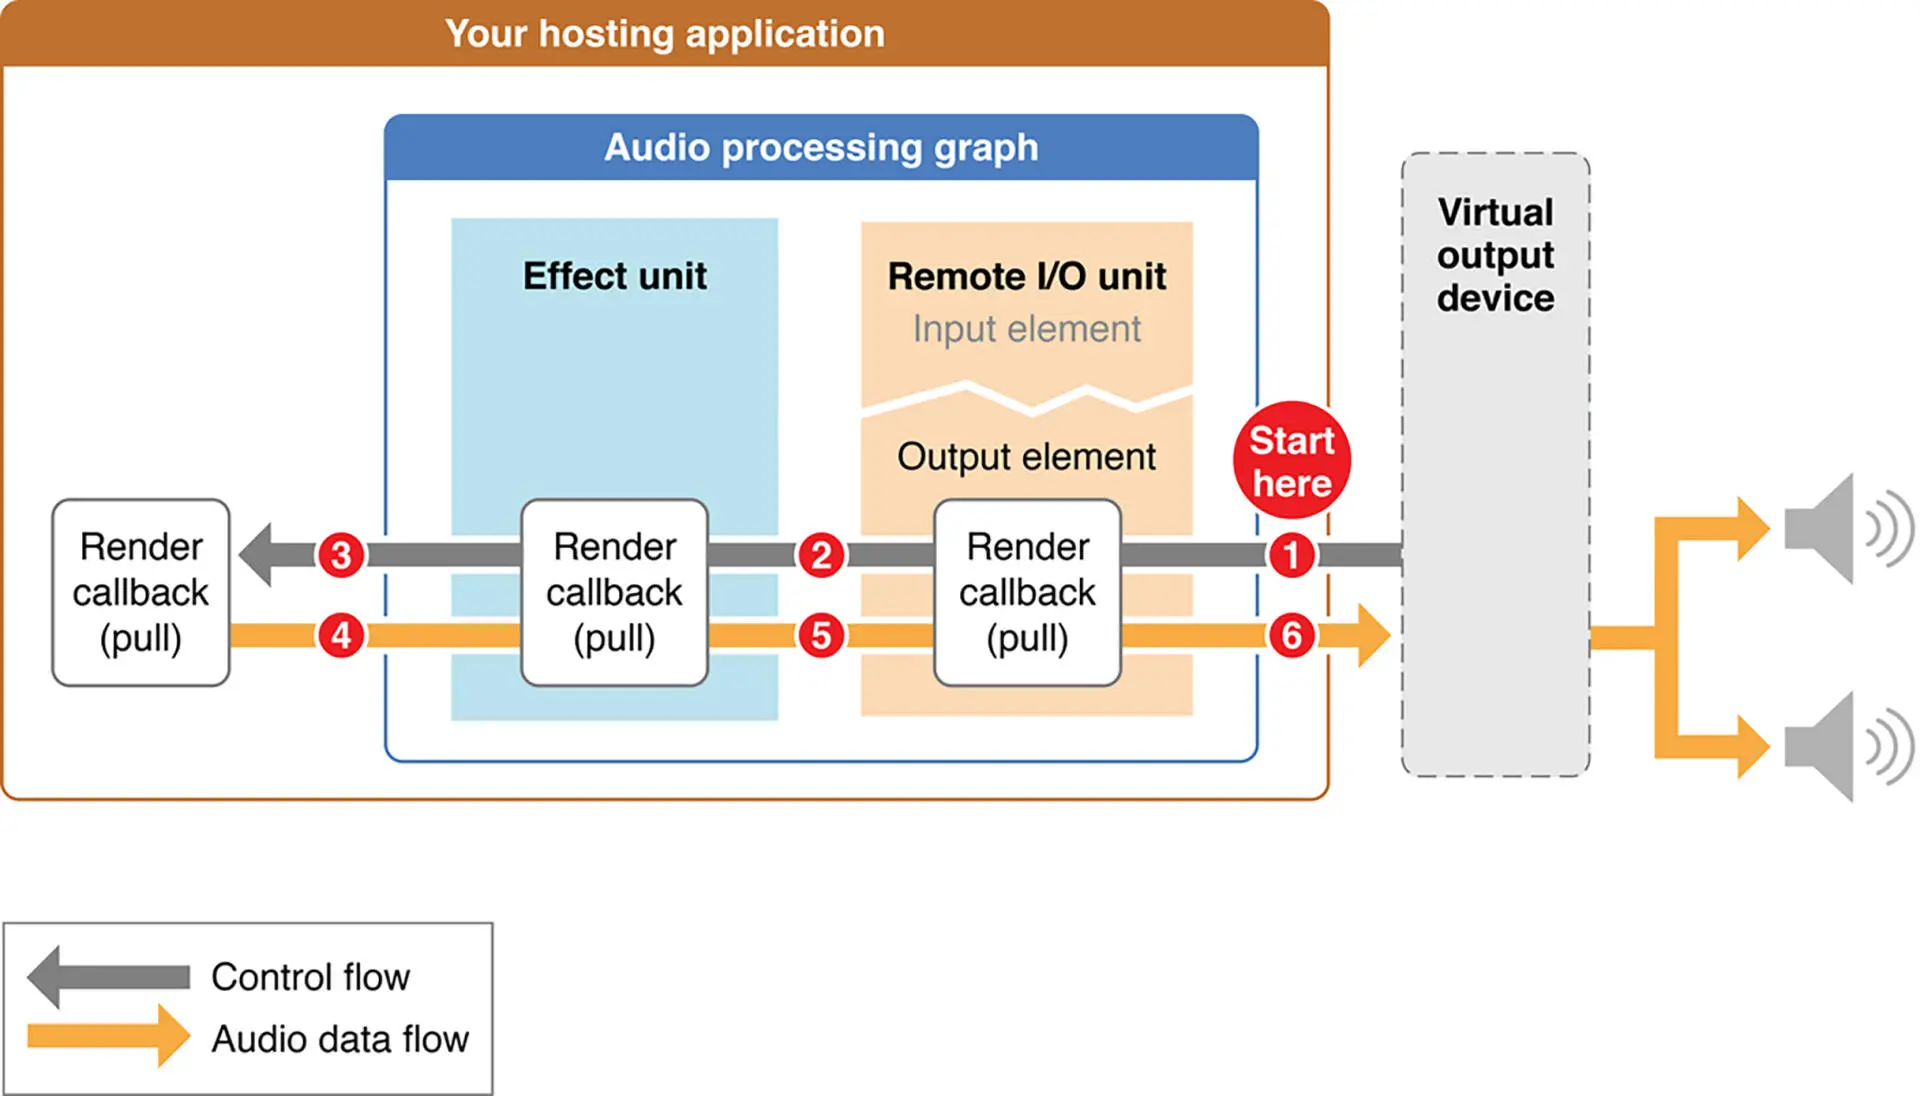 Your hosting application
Audio processing graph
Effect unit
Remote I/O unit
Input element
Output element
Virtual
output
device
Start
here
Render
callback
(pull)
3
4
Render
callback
(pull)
2
5
Render
callback
(pull)
1
6
Control flow
Audio data flow